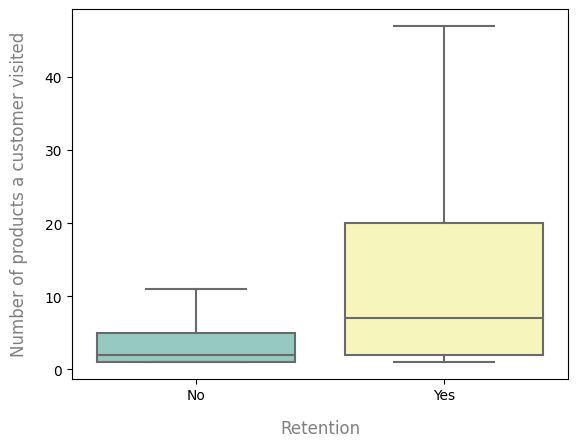 Number of products a customer visited
40
30
20
10
0
No
Yes
Retention